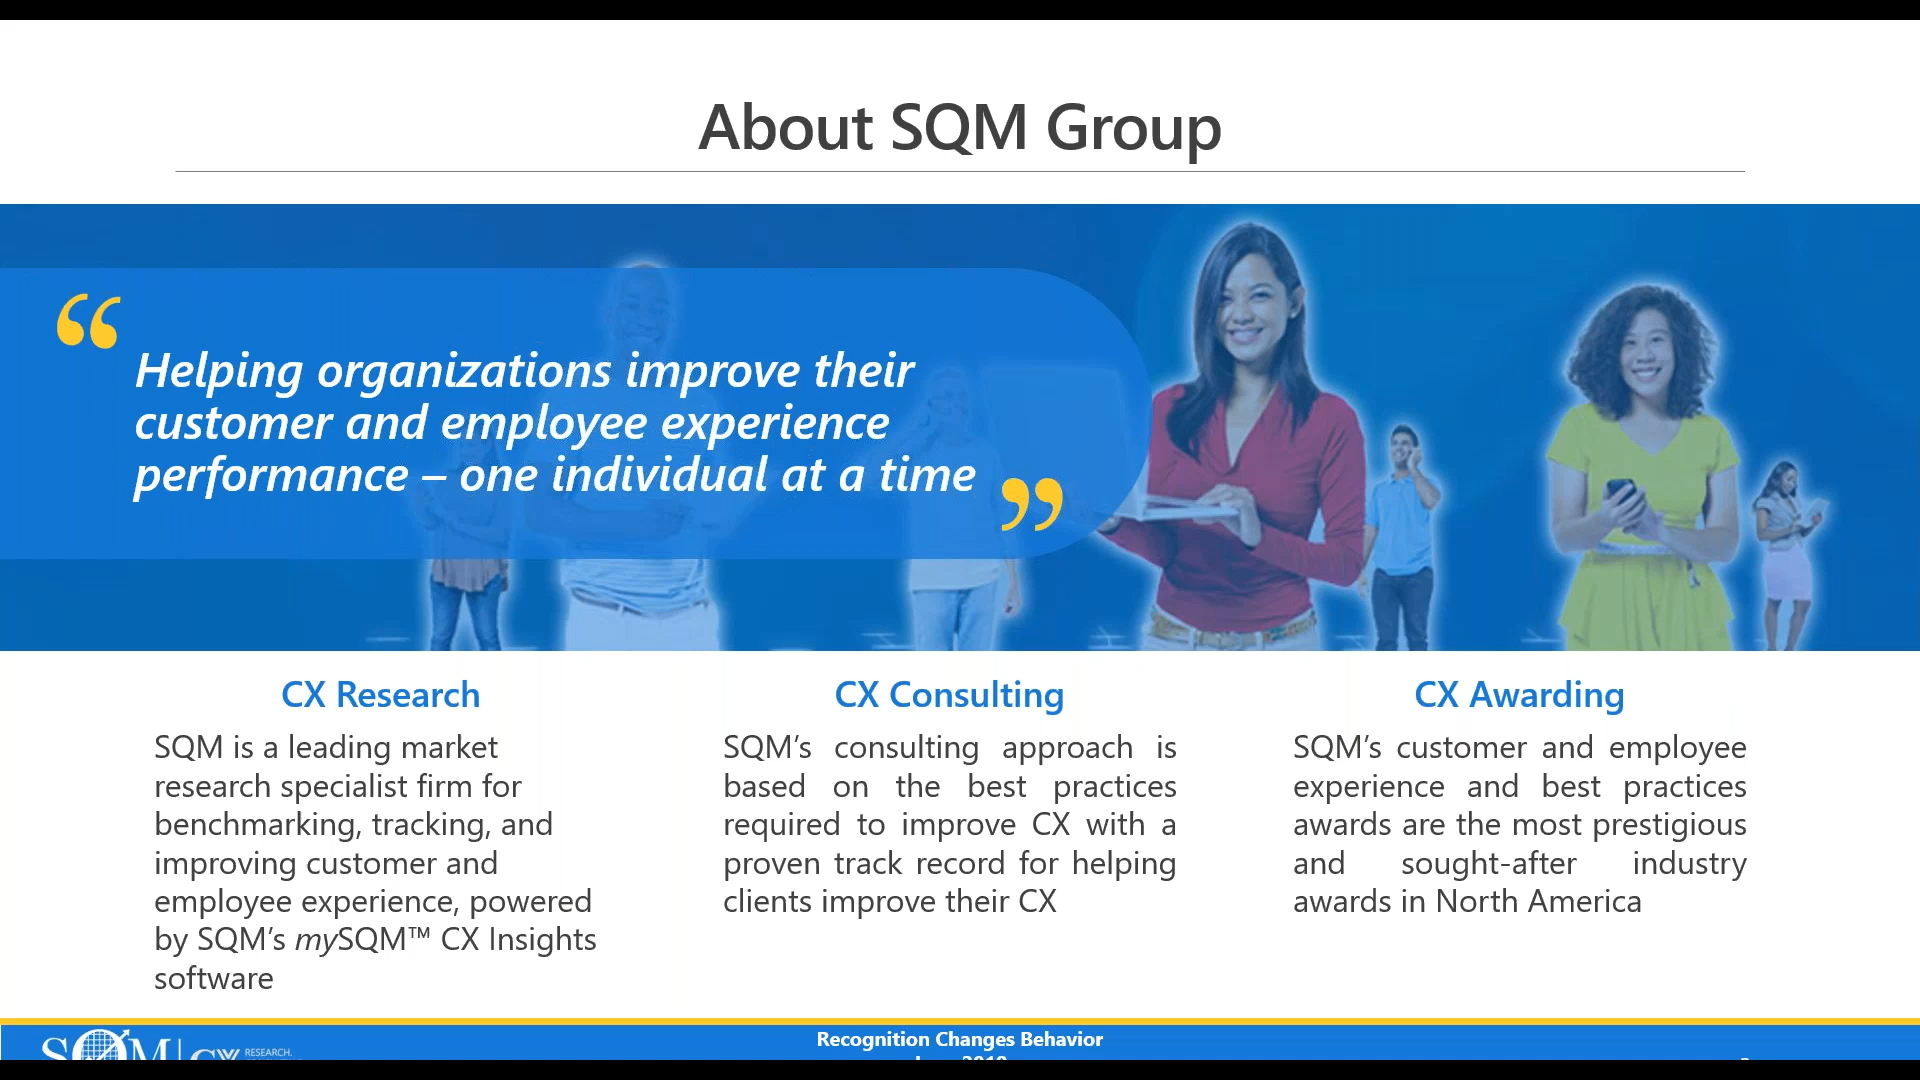 About SQM Group
“
Helping organizations improve their
customer and employee experience
performance – one individual at a time
”
CX Research
SQM is a leading market
research specialist firm for
benchmarking, tracking, and
improving customer and
employee experience, powered
by SQM’s mySQM™ CX Insights
software
CX Consulting
SQM’s consulting approach is
based on the best practices
required to improve CX with a
proven track record for helping
clients improve their CX
CX Awarding
SQM’s customer and employee
experience and best practices
awards are the most prestigious
and sought-after industry
awards in North America
SQM | CX RESEARCH.
Recognition Changes Behavior